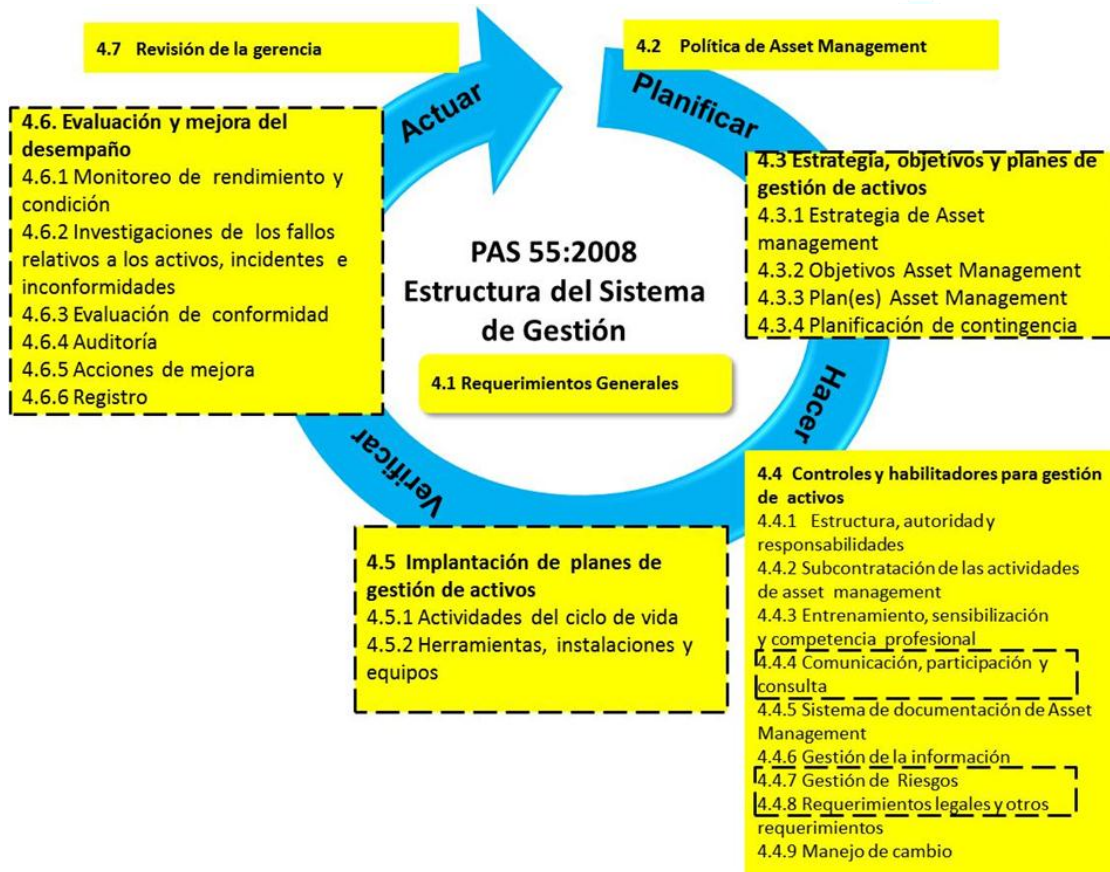 4.7 Revisión de la gerencia
4.2 Política de Asset Management
Actuar
Planificar
4.6. Evaluación y mejora del
desempaño
4.6.1 Monitoreo de rendimiento y
condición
4.6.2 Investigaciones de los fallos
relativos a los activos, incidentes e
inconformidades
4.6.3 Evaluación de conformidad
4.6.4 Auditoría
4.6.5 Acciones de mejora
4.6.6 Registro
4.3 Estrategia, objetivos y planes de
gestión de activos
4.3.1 Estrategia de Asset
management
4.3.2 Objetivos Asset Management
4.3.3 Plan(es) Asset Management
4.3.4 Planificación de contingencia
PAS 55:2008
Estructura del Sistema
de Gestión
4.1 Requerimientos Generales
Hacer
Verificar
4.5 Implantación de planes de
gestión de activos
4.5.1 Actividades del ciclo de vida
4.5.2 Herramientas, instalaciones y
equipos
4.4 Controles y habilitadores para gestión
de activos
4.4.1 Estructura, autoridad y
responsabilidades
4.4.2 Subcontratación de las actividades
de asset management
4.4.3 Entrenamiento, sensibilización
y competencia profesional
4.4.4 Comunicación, participación y
consulta
4.4.5 Sistema de documentación de Asset
Management
4.4.6 Gestión de la información
4.4.7 Gestión de Riesgos
4.4.8 Requerimientos legales y otros
requerimientos
4.4.9 Manejo de cambio